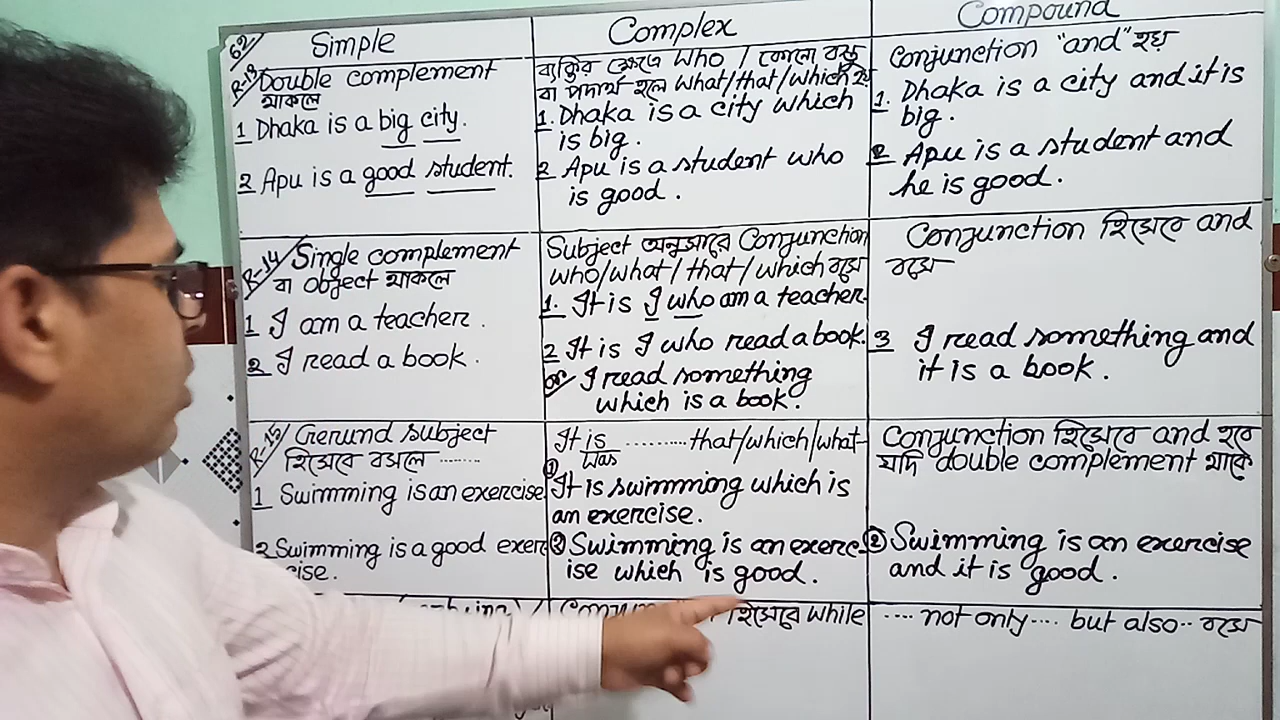 62
Simple
Complex
Compound
R-13 Double complement
থাকলে
1 Dhaka is a big city.
2 Apu is a good student.
ব্যক্তির ক্ষেত্রে Who / কোনো বস্তু
বা পদার্থ হলে What/that/which হয়
1. Dhaka is a city which
is big.
2 Apu is a student who
is good.
Conjunction "and" হয়
1. Dhaka is a city and it is
big.
2 Apu is a student and
he is good.
R-14 Single complement
বা object থাকলে
1 I am a teacher.
2 I read a book.
Subject অনুসারে Conjunction
who/what/that/which বসে
1. It is I who am a teacher.
2 It is I who read a book.
or I read something
which is a book.
Conjunction হিসেবে and
বসে
3 I read something and
it is a book.
R-15 Gerund subject
হিসেবে বসলে ........
1 Swimming is an exercise
2 Swimming is a good exer
cise.
It is ......... that/which/what
was
① It is swimming which is
an exercise.
② Swimming is an exerc-
ise which is good.
Conjunction হিসেবে and হবে
যদি double complement থাকে
② Swimming is an exercise
and it is good.
হিসেবে while
.... not only .... but also .. বসে